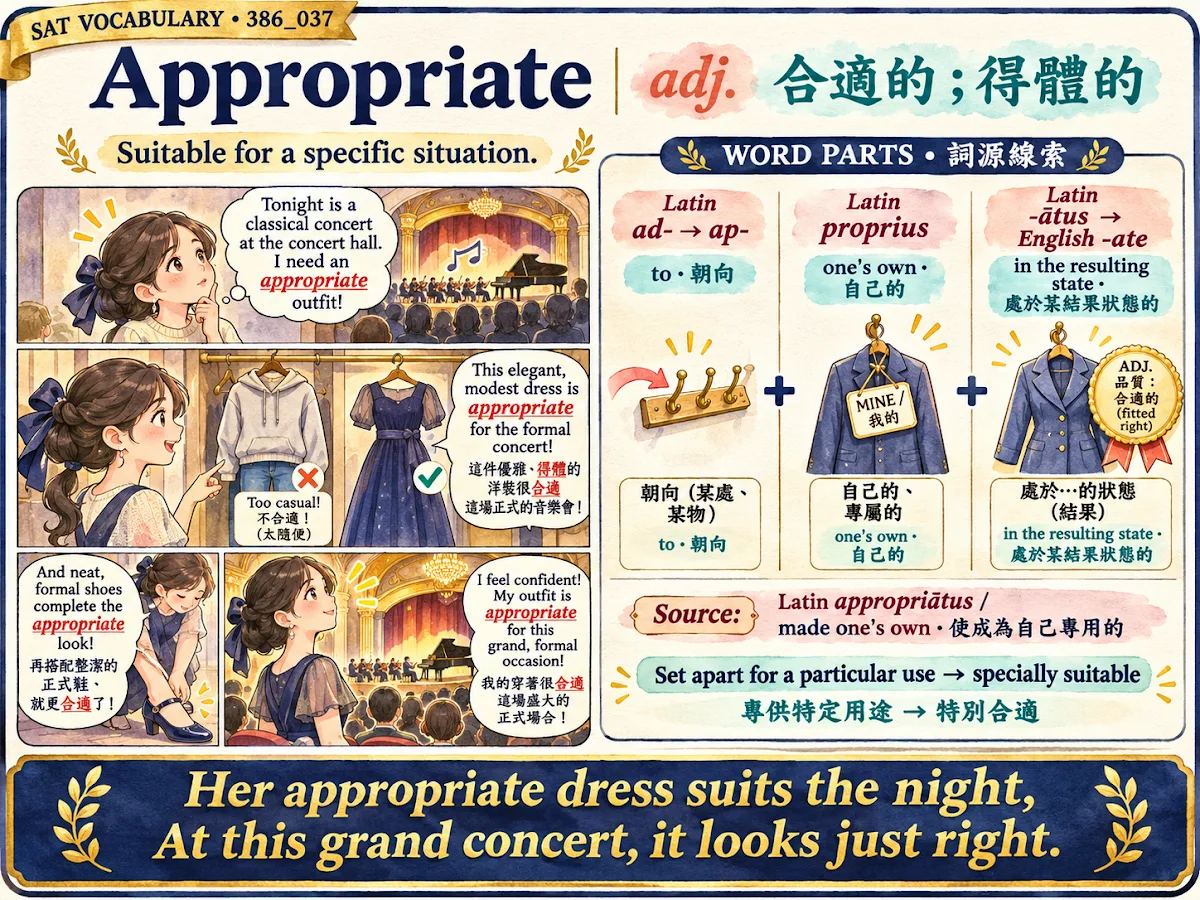 SAT VOCABULARY • 386_037
Appropriate
adj. 合適的；得體的
Suitable for a specific situation.
Tonight is a
classical concert
at the concert hall.
I need an
appropriate
outfit!
This elegant,
modest dress is
appropriate
for the formal
concert!
這件優雅、得體的
洋裝很合適
這場正式的音樂會！
Too casual!
不合適！
(太隨便)
And neat,
formal shoes
complete the
appropriate
look!
再搭配整潔的
正式鞋、
就更合適了！
I feel confident!
My outfit is
appropriate
for this
grand, formal
occasion!
我的穿著很合適
這場盛大的
正式場合！
WORD PARTS • 詞源線索
Latin
ad- → ap-
to · 朝向
Latin
proprius
one's own ·
自己的
Latin
-ātus →
English -ate
in the resulting
state ·
處於某結果狀態的
+
MINE /
我的
+
ADJ.
品質：
合適的
(fitted
right)
朝向（某處、
某物）
to · 朝向
自己的、
專屬的
one's own ·
自己的
處於…的狀態
（結果）
in the resulting state ·
處於某結果狀態的
Source:
Latin appropriātus /
made one's own · 使成為自己專用的
Set apart for a particular use → specially suitable
專供特定用途 → 特別合適
Her appropriate dress suits the night,
At this grand concert, it looks just right.